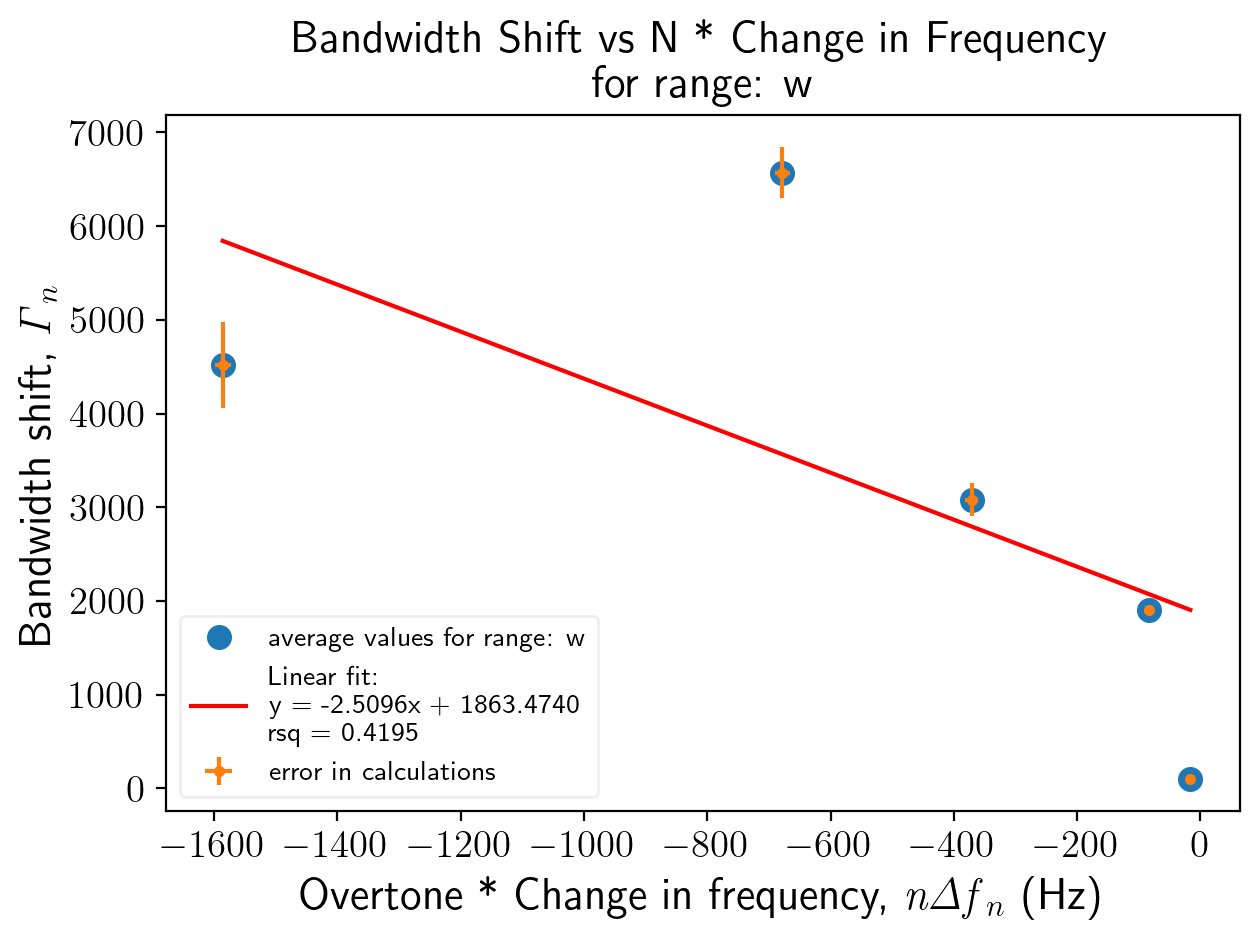 Bandwidth Shift vs N * Change in Frequency
for range: w
Bandwidth shift, Γn
7000
6000
5000
4000
3000
2000
1000
0
average values for range: w
Linear fit:
y = -2.5096x + 1863.4740
rsq = 0.4195
error in calculations
−1600 −1400 −1200 −1000 −800 −600 −400 −200 0
Overtone * Change in frequency, nΔfn (Hz)